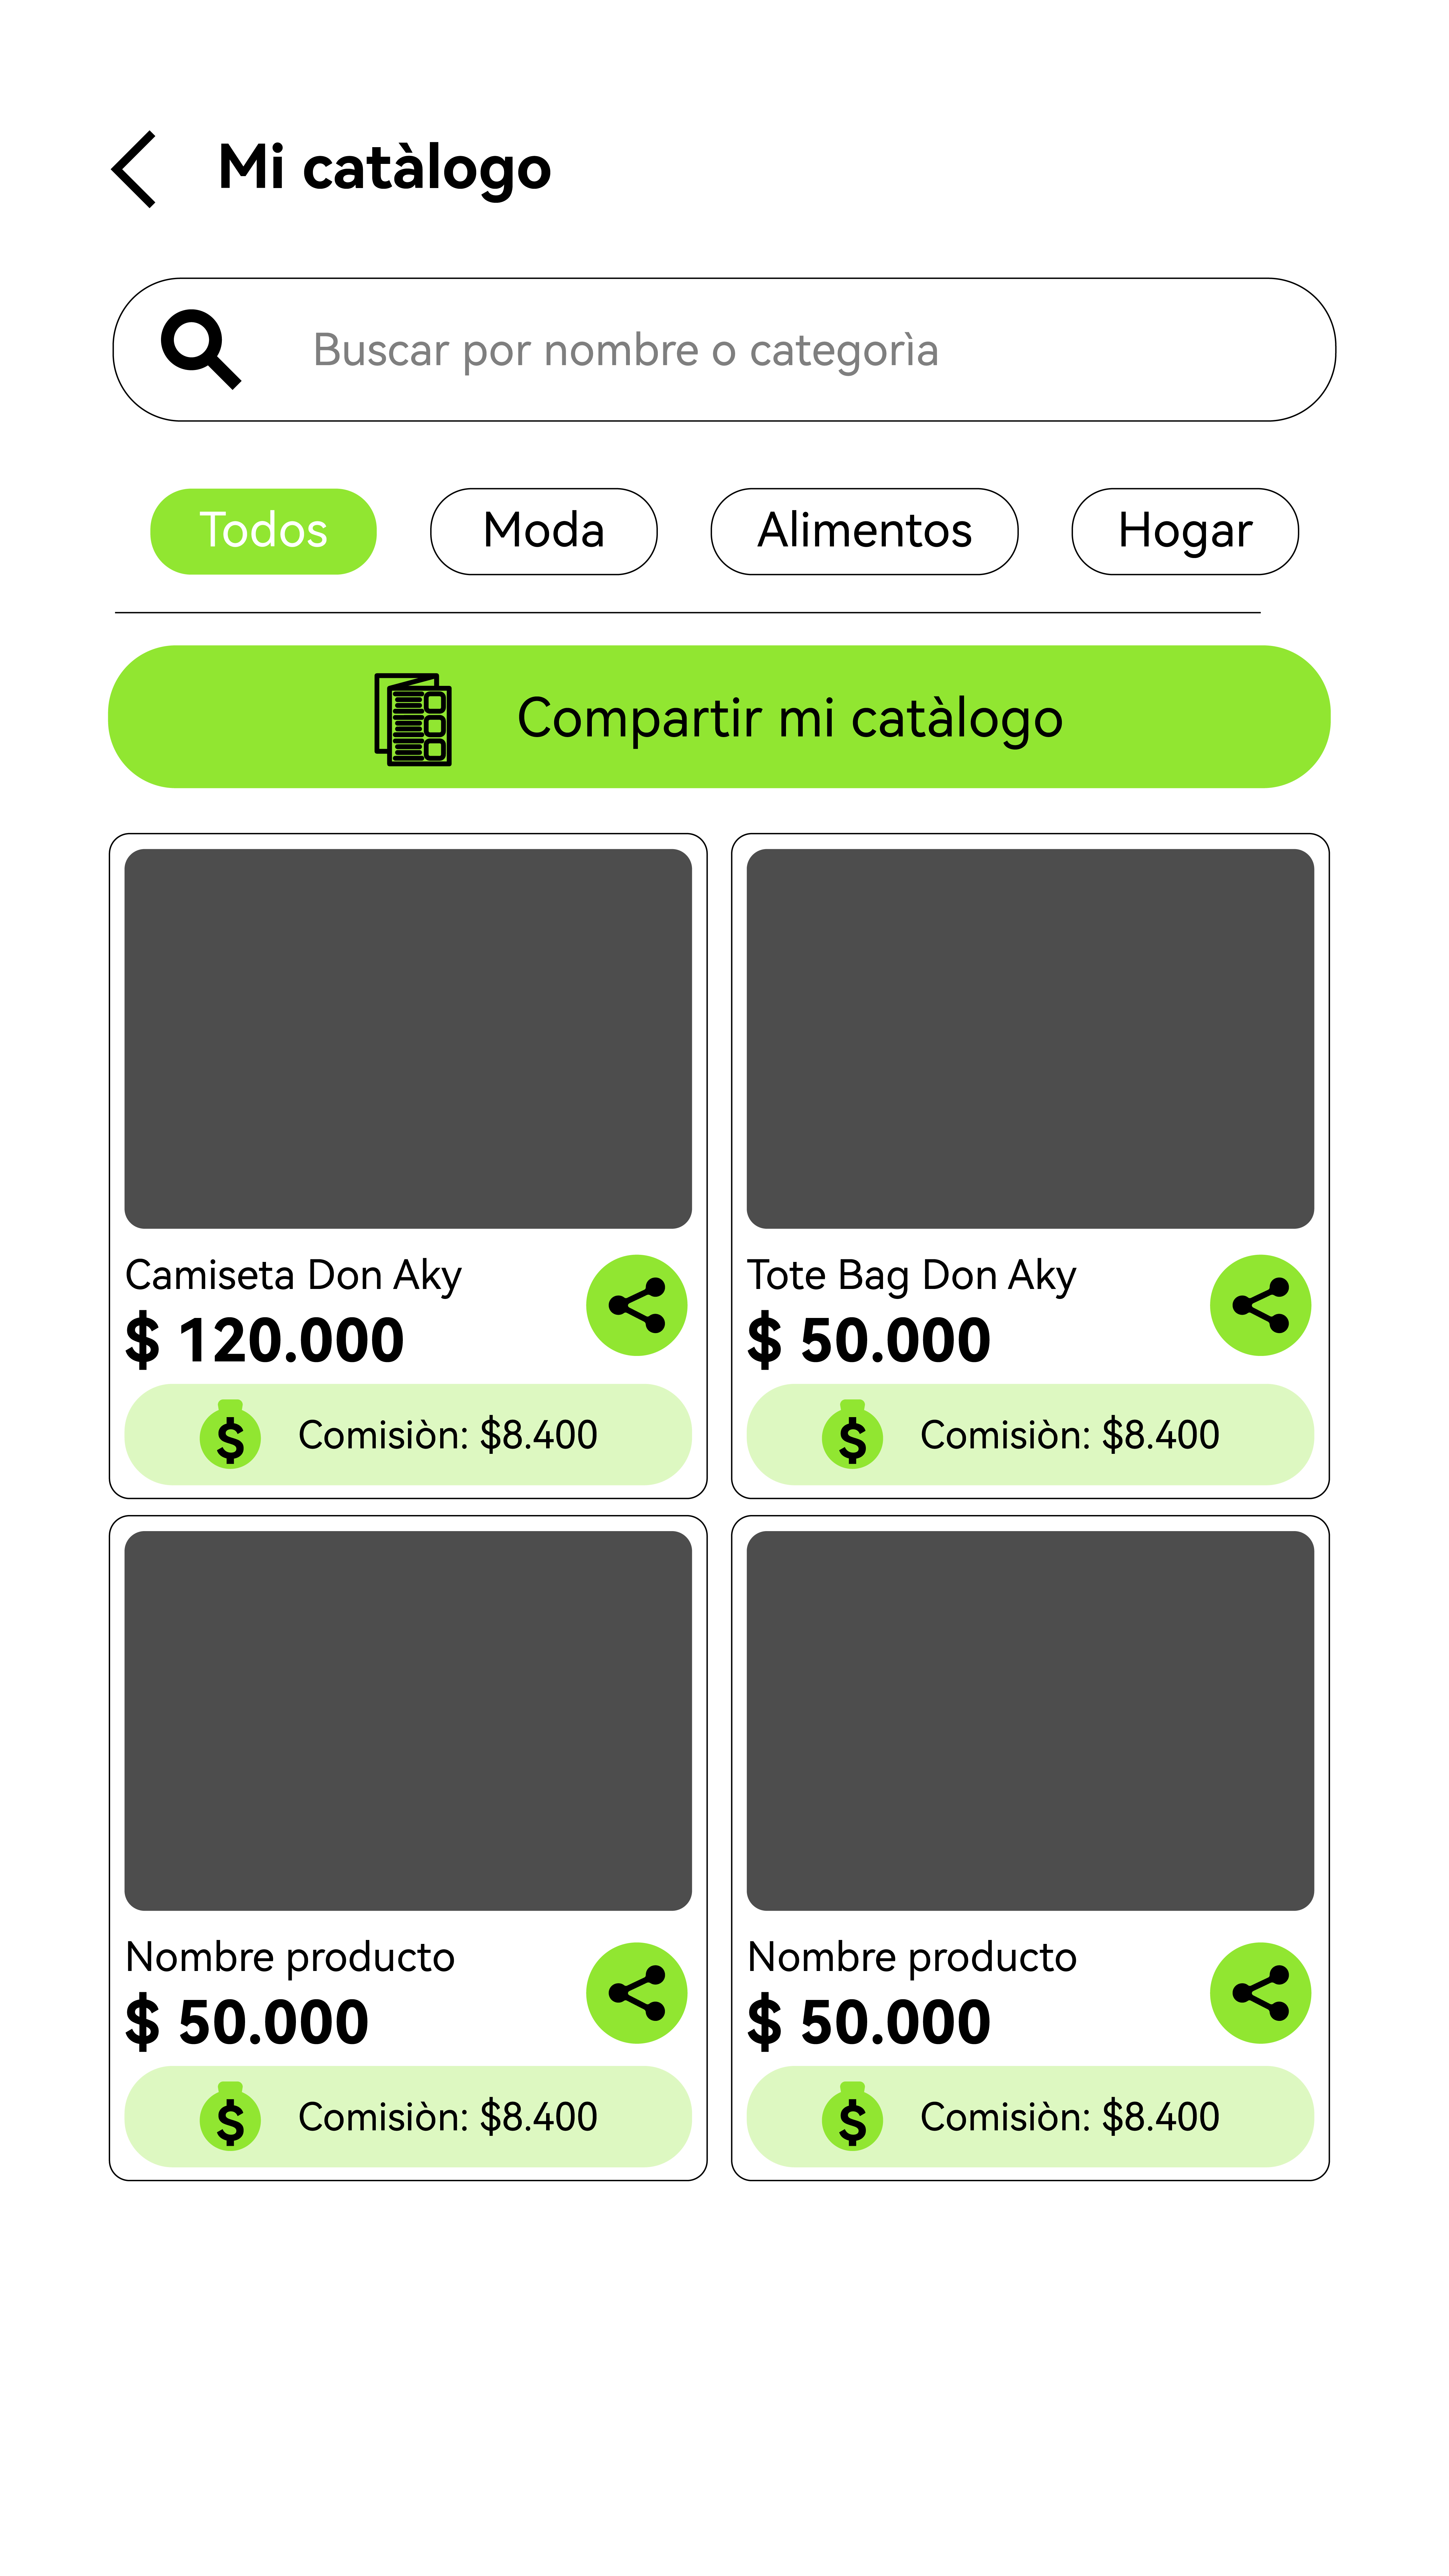 Mi catàlogo
Buscar por nombre o categorìa
Todos Moda Alimentos Hogar
Compartir mi catàlogo
Camiseta Don Aky
$ 120.000
$ Comisiòn: $8.400
Tote Bag Don Aky
$ 50.000
$ Comisiòn: $8.400
Nombre producto
$ 50.000
$ Comisiòn: $8.400
Nombre producto
$ 50.000
$ Comisiòn: $8.400